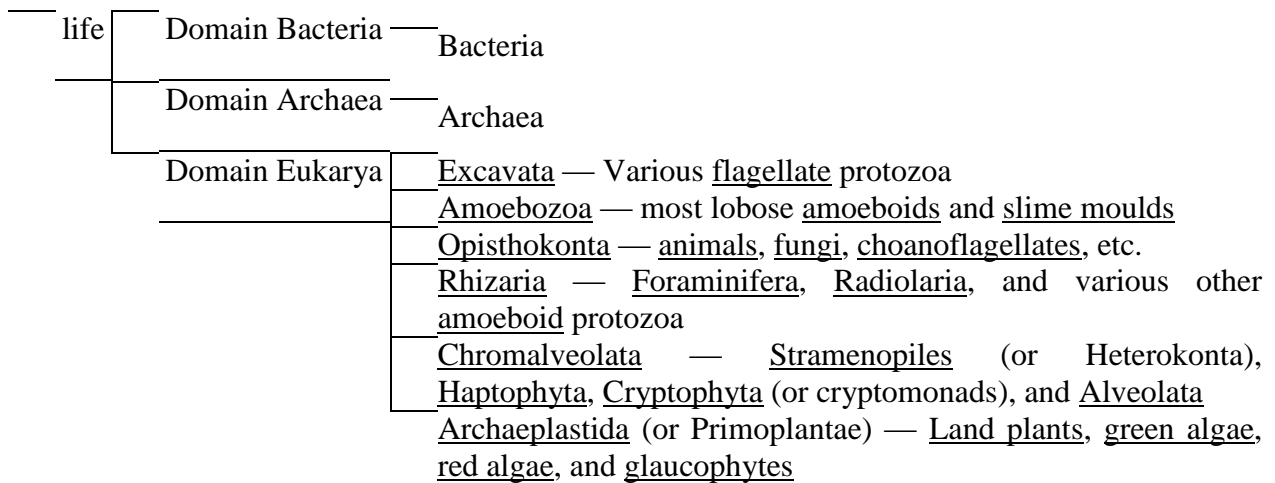 life
Domain Bacteria
Bacteria
Domain Archaea
Archaea
Domain Eukarya
Excavata — Various flagellate protozoa
Amoebozoa — most lobose amoeboids and slime moulds
Opisthokonta — animals, fungi, choanoflagellates, etc.
Rhizaria — Foraminifera, Radiolaria, and various other
amoeboid protozoa
Chromalveolata — Stramenopiles (or Heterokonta),
Haptophyta, Cryptophyta (or cryptomonads), and Alveolata
Archaeplastida (or Primoplantae) — Land plants, green algae,
red algae, and glaucophytes